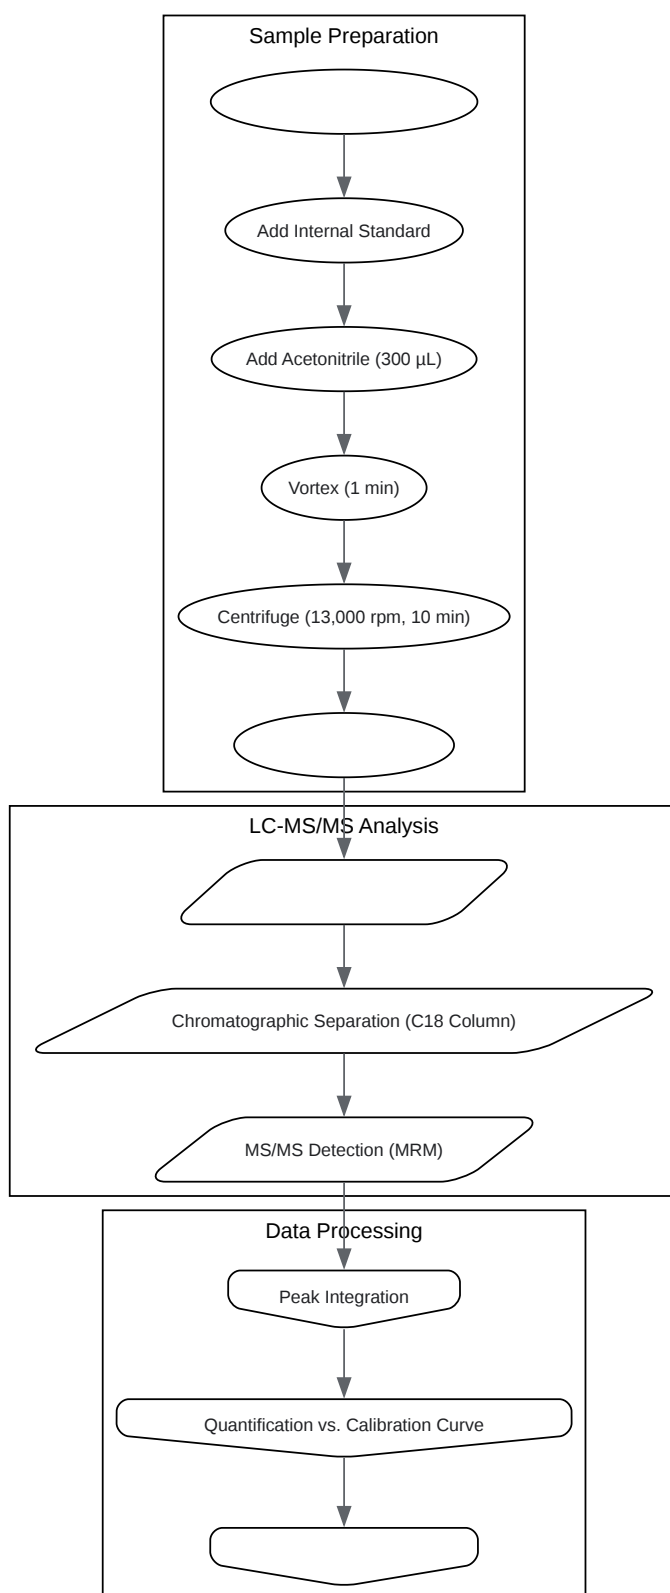 Sample Preparation
Add Internal Standard
Add Acetonitrile (300 µL)
Vortex (1 min)
Centrifuge (13,000 rpm, 10 min)
LC-MS/MS Analysis
Chromatographic Separation (C18 Column)
MS/MS Detection (MRM)
Data Processing
Peak Integration
Quantification vs. Calibration Curve